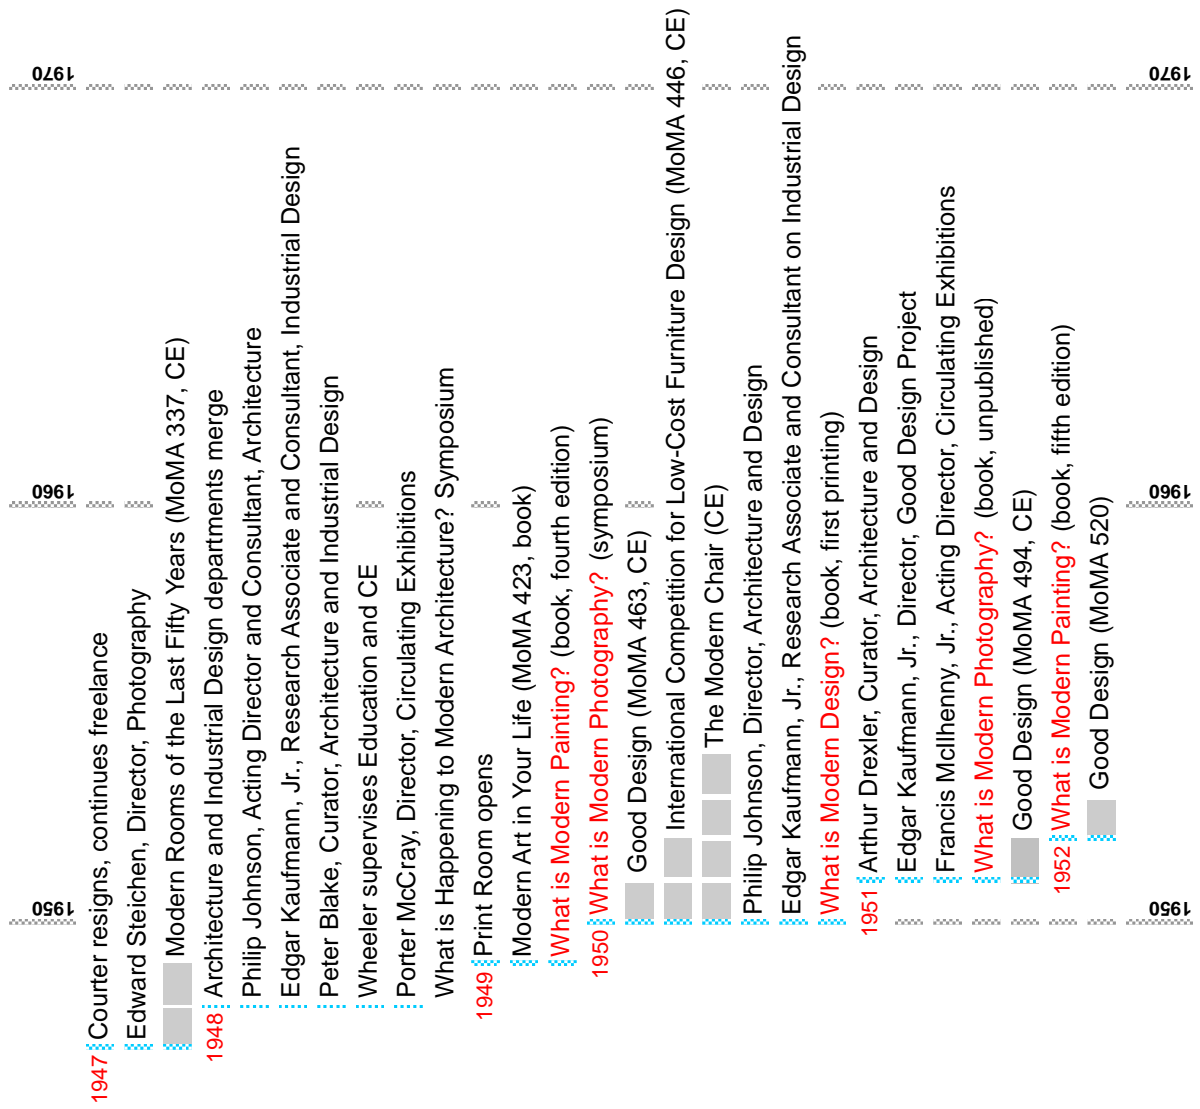 1970
1960
1950
1947 Courter resigns, continues freelance
Edward Steichen, Director, Photography
Modern Rooms of the Last Fifty Years (MoMA 337, CE)
1948 Architecture and Industrial Design departments merge
Philip Johnson, Acting Director and Consultant, Architecture
Edgar Kaufmann, Jr., Research Associate and Consultant, Industrial Design
Peter Blake, Curator, Architecture and Industrial Design
Wheeler supervises Education and CE
Porter McCray, Director, Circulating Exhibitions
What is Happening to Modern Architecture? Symposium
1949 Print Room opens
Modern Art in Your Life (MoMA 423, book)
What is Modern Painting? (book, fourth edition)
1950 What is Modern Photography? (symposium)
Good Design (MoMA 463, CE)
International Competition for Low-Cost Furniture Design (MoMA 446, CE)
The Modern Chair (CE)
Philip Johnson, Director, Architecture and Design
Edgar Kaufmann, Jr., Research Associate and Consultant on Industrial Design
What is Modern Design? (book, first printing)
1951 Arthur Drexler, Curator, Architecture and Design
Edgar Kaufmann, Jr., Director, Good Design Project
Francis McIlhenny, Jr., Acting Director, Circulating Exhibitions
What is Modern Photography? (book, unpublished)
Good Design (MoMA 494, CE)
1952 What is Modern Painting? (book, fifth edition)
Good Design (MoMA 520)
1970
1960
1950